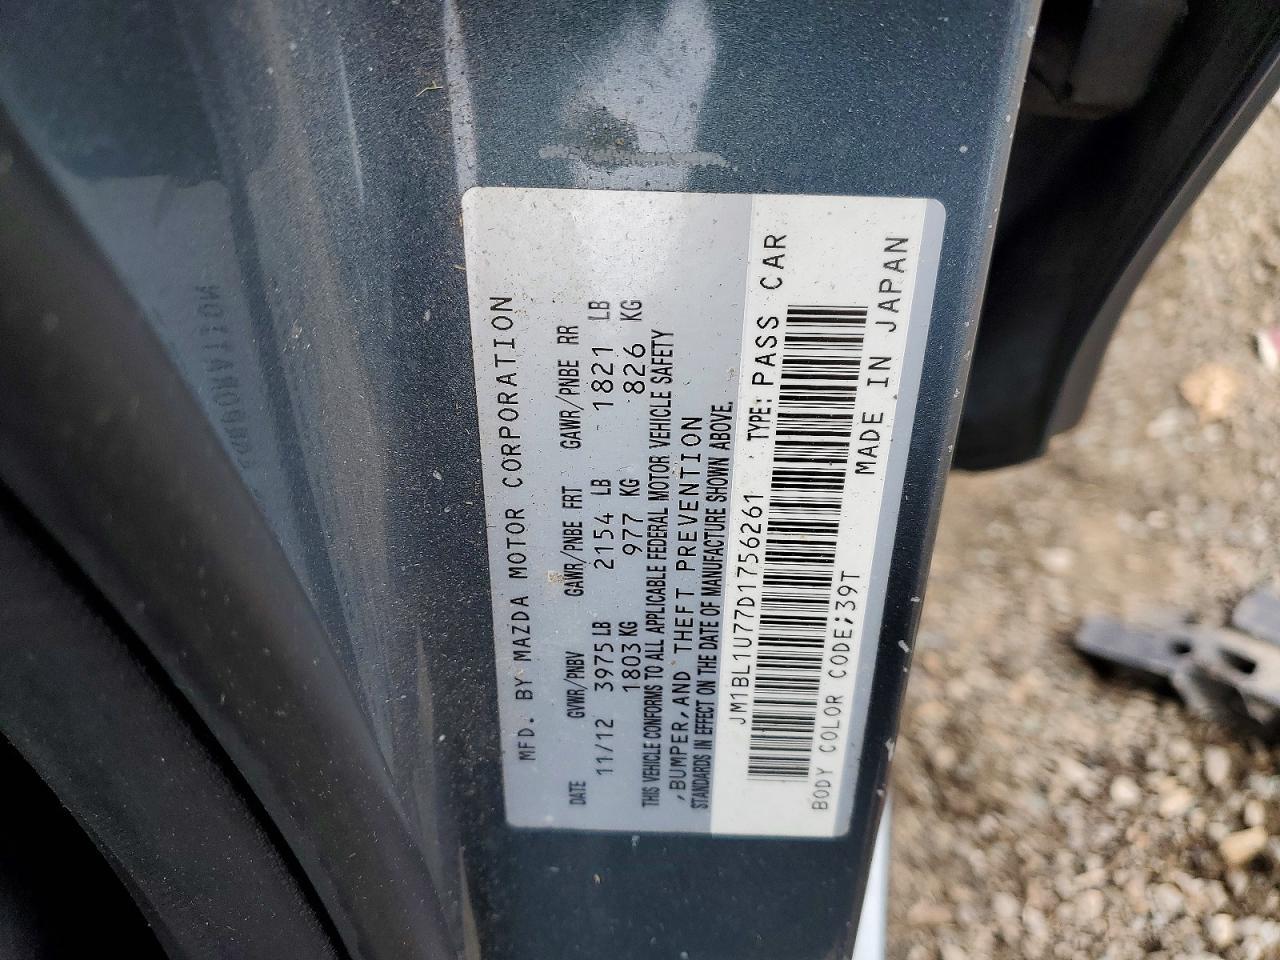 MFD. BY MAZDA MOTOR CORPORATION
DATE GVWR/PNBV GAWR/PNBE FRT GAWR/PNBE RR
11/12 3975 LB 2154 LB 1821 LB
1803 KG 977 KG 826 KG
THIS VEHICLE CONFORMS TO ALL APPLICABLE FEDERAL MOTOR VEHICLE SAFETY
,BUMPER,AND THEFT PREVENTION
STANDARDS IN EFFECT ON THE DATE OF MANUFACTURE SHOWN ABOVE.
JM1BL1U77D1756261 TYPE: PASS CAR
BODY COLOR CODE;39T MADE IN JAPAN